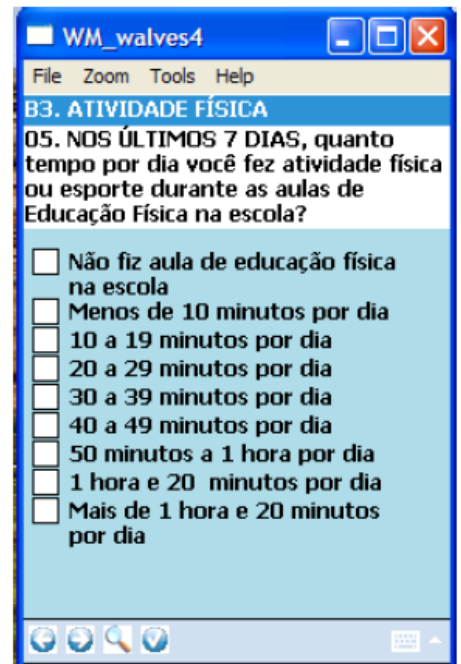 WM_walves4
File Zoom Tools Help
B3. ATIVIDADE FÍSICA
05. NOS ÚLTIMOS 7 DIAS, quanto
tempo por dia você fez atividade física
ou esporte durante as aulas de
Educação Física na escola?
Não fiz aula de educação física
na escola
Menos de 10 minutos por dia
10 a 19 minutos por dia
20 a 29 minutos por dia
30 a 39 minutos por dia
40 a 49 minutos por dia
50 minutos a 1 hora por dia
1 hora e 20 minutos por dia
Mais de 1 hora e 20 minutos
por dia